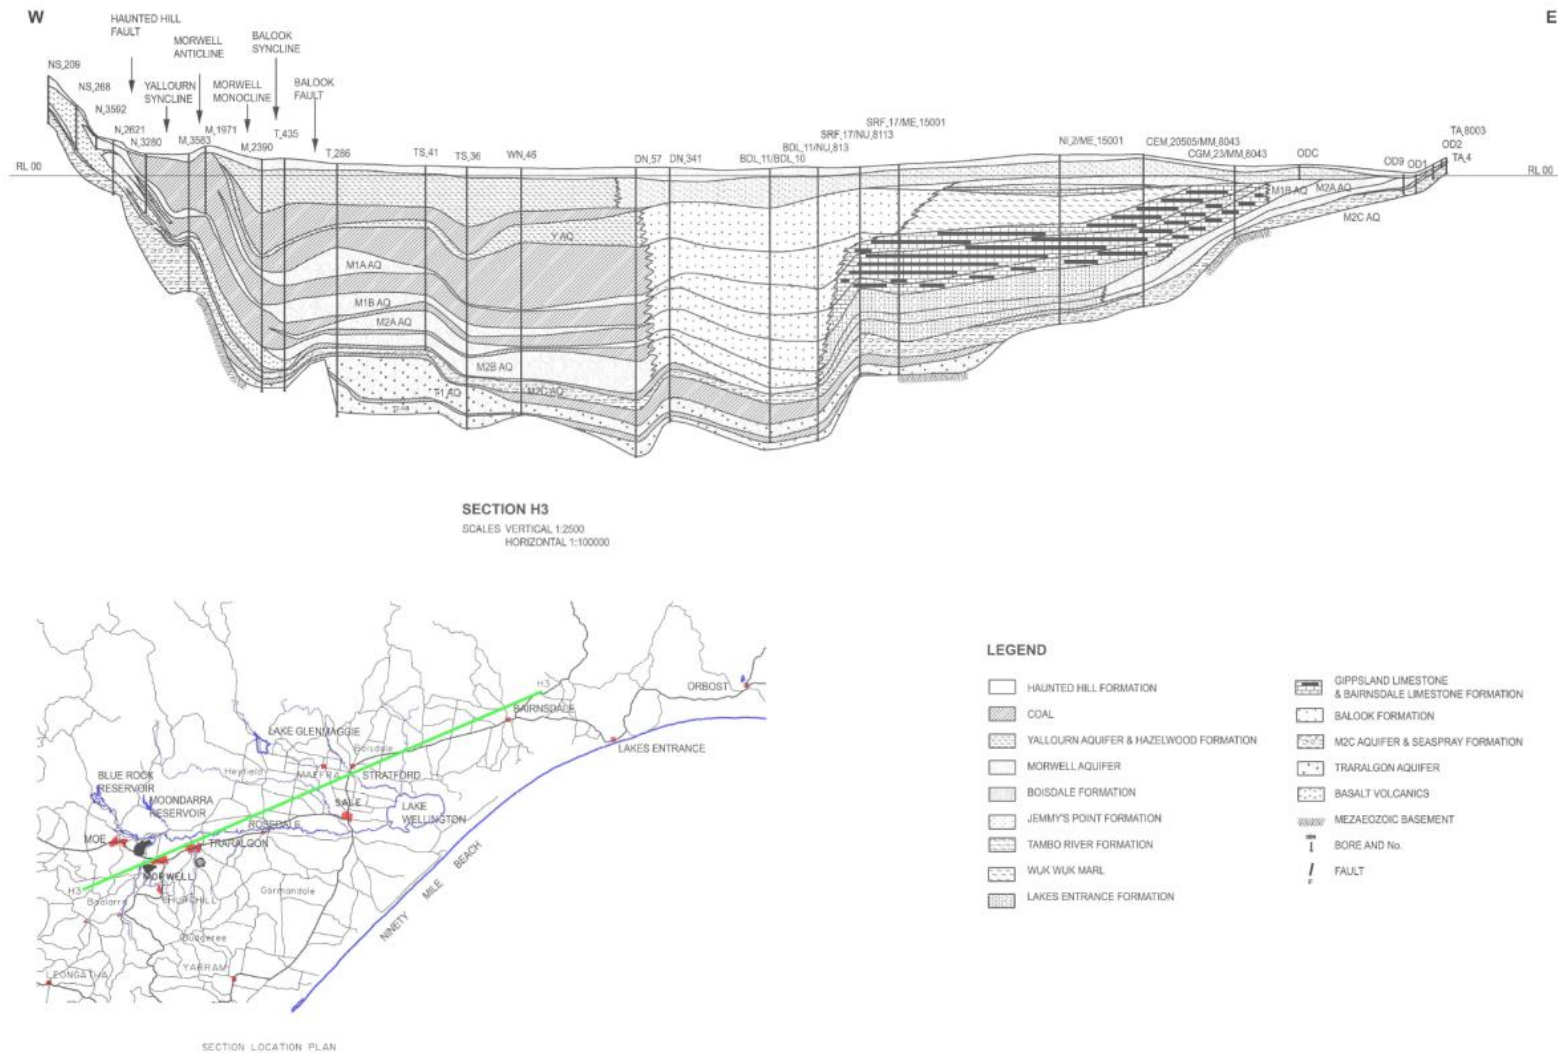 W
E
HAUNTED HILL
FAULT
MORWELL
ANTICLINE
BALOOK
SYNCLINE
NS,209
NS,268
YALLOURN
SYNCLINE
MORWELL
MONOCLINE
BALOOK
FAULT
N,3592
N,2621
N,3280
M,3583
M,1971
M,2390
T,435
T,286
TS,41
TS,36
WN,46
DN,57
DN,341
BDL,11/BDL,10
BDL,11/NU,813
SRF,17/NU,8113
SRF,17/ME,15001
NI,2/ME,15001
CEM,20505/MM,8043
CGM,23/MM,8043
ODC
OD9
OD1
TA,8003
OD2
TA,4
RL 00
RL 00
Y AQ
M1A AQ
M1B AQ
M2A AQ
M2B AQ
M2C AQ
T1 AQ
M1B AQ
M2A AQ
M2C AQ
SECTION H3
SCALES VERTICAL 1:2500
HORIZONTAL 1:100000
H3
ORBOST
BAIRNSDALE
LAKE GLENMAGGIE
Boisdale
LAKES ENTRANCE
Heyfield
MAFFRA
STRATFORD
BLUE ROCK
RESERVOIR
MOONDARRA
RESERVOIR
SALE
LAKE
WELLINGTON
ROSEDALE
MOE
TRARALGON
MORWELL
H3
CHURCHILL
Gormandale
Boolarra
Budgeree
YARRAM
LEONGATHA
NINETY MILE BEACH
SECTION LOCATION PLAN
LEGEND
HAUNTED HILL FORMATION
COAL
YALLOURN AQUIFER & HAZELWOOD FORMATION
MORWELL AQUIFER
BOISDALE FORMATION
JEMMY'S POINT FORMATION
TAMBO RIVER FORMATION
WUK WUK MARL
LAKES ENTRANCE FORMATION
GIPPSLAND LIMESTONE
& BAIRNSDALE LIMESTONE FORMATION
BALOOK FORMATION
M2C AQUIFER & SEASPRAY FORMATION
TRARALGON AQUIFER
BASALT VOLCANICS
MEZAEOZOIC BASEMENT
BORE AND No.
FAULT
F